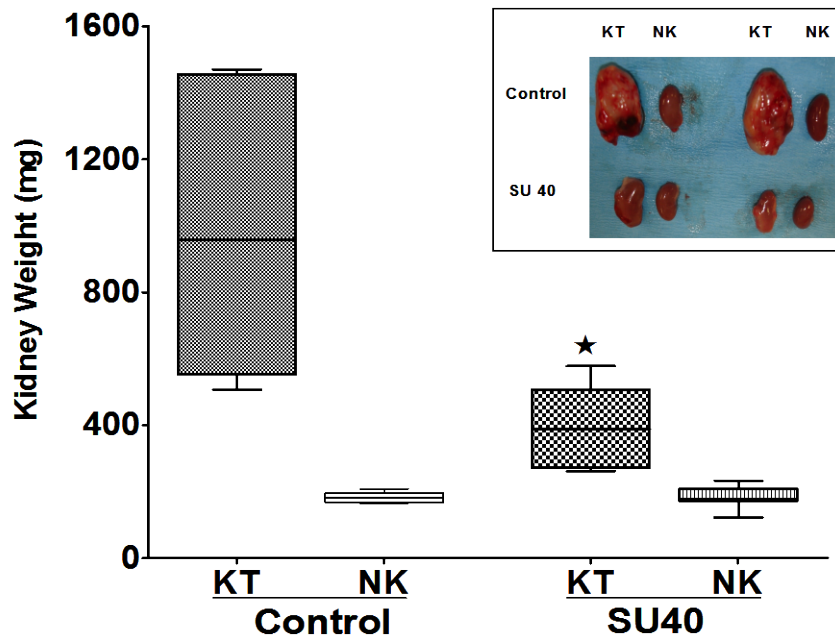 1600
1200
800
400
0
Kidney Weight (mg)
KT NK KT NK
Control
SU 40
★
KT NK KT NK
Control SU40